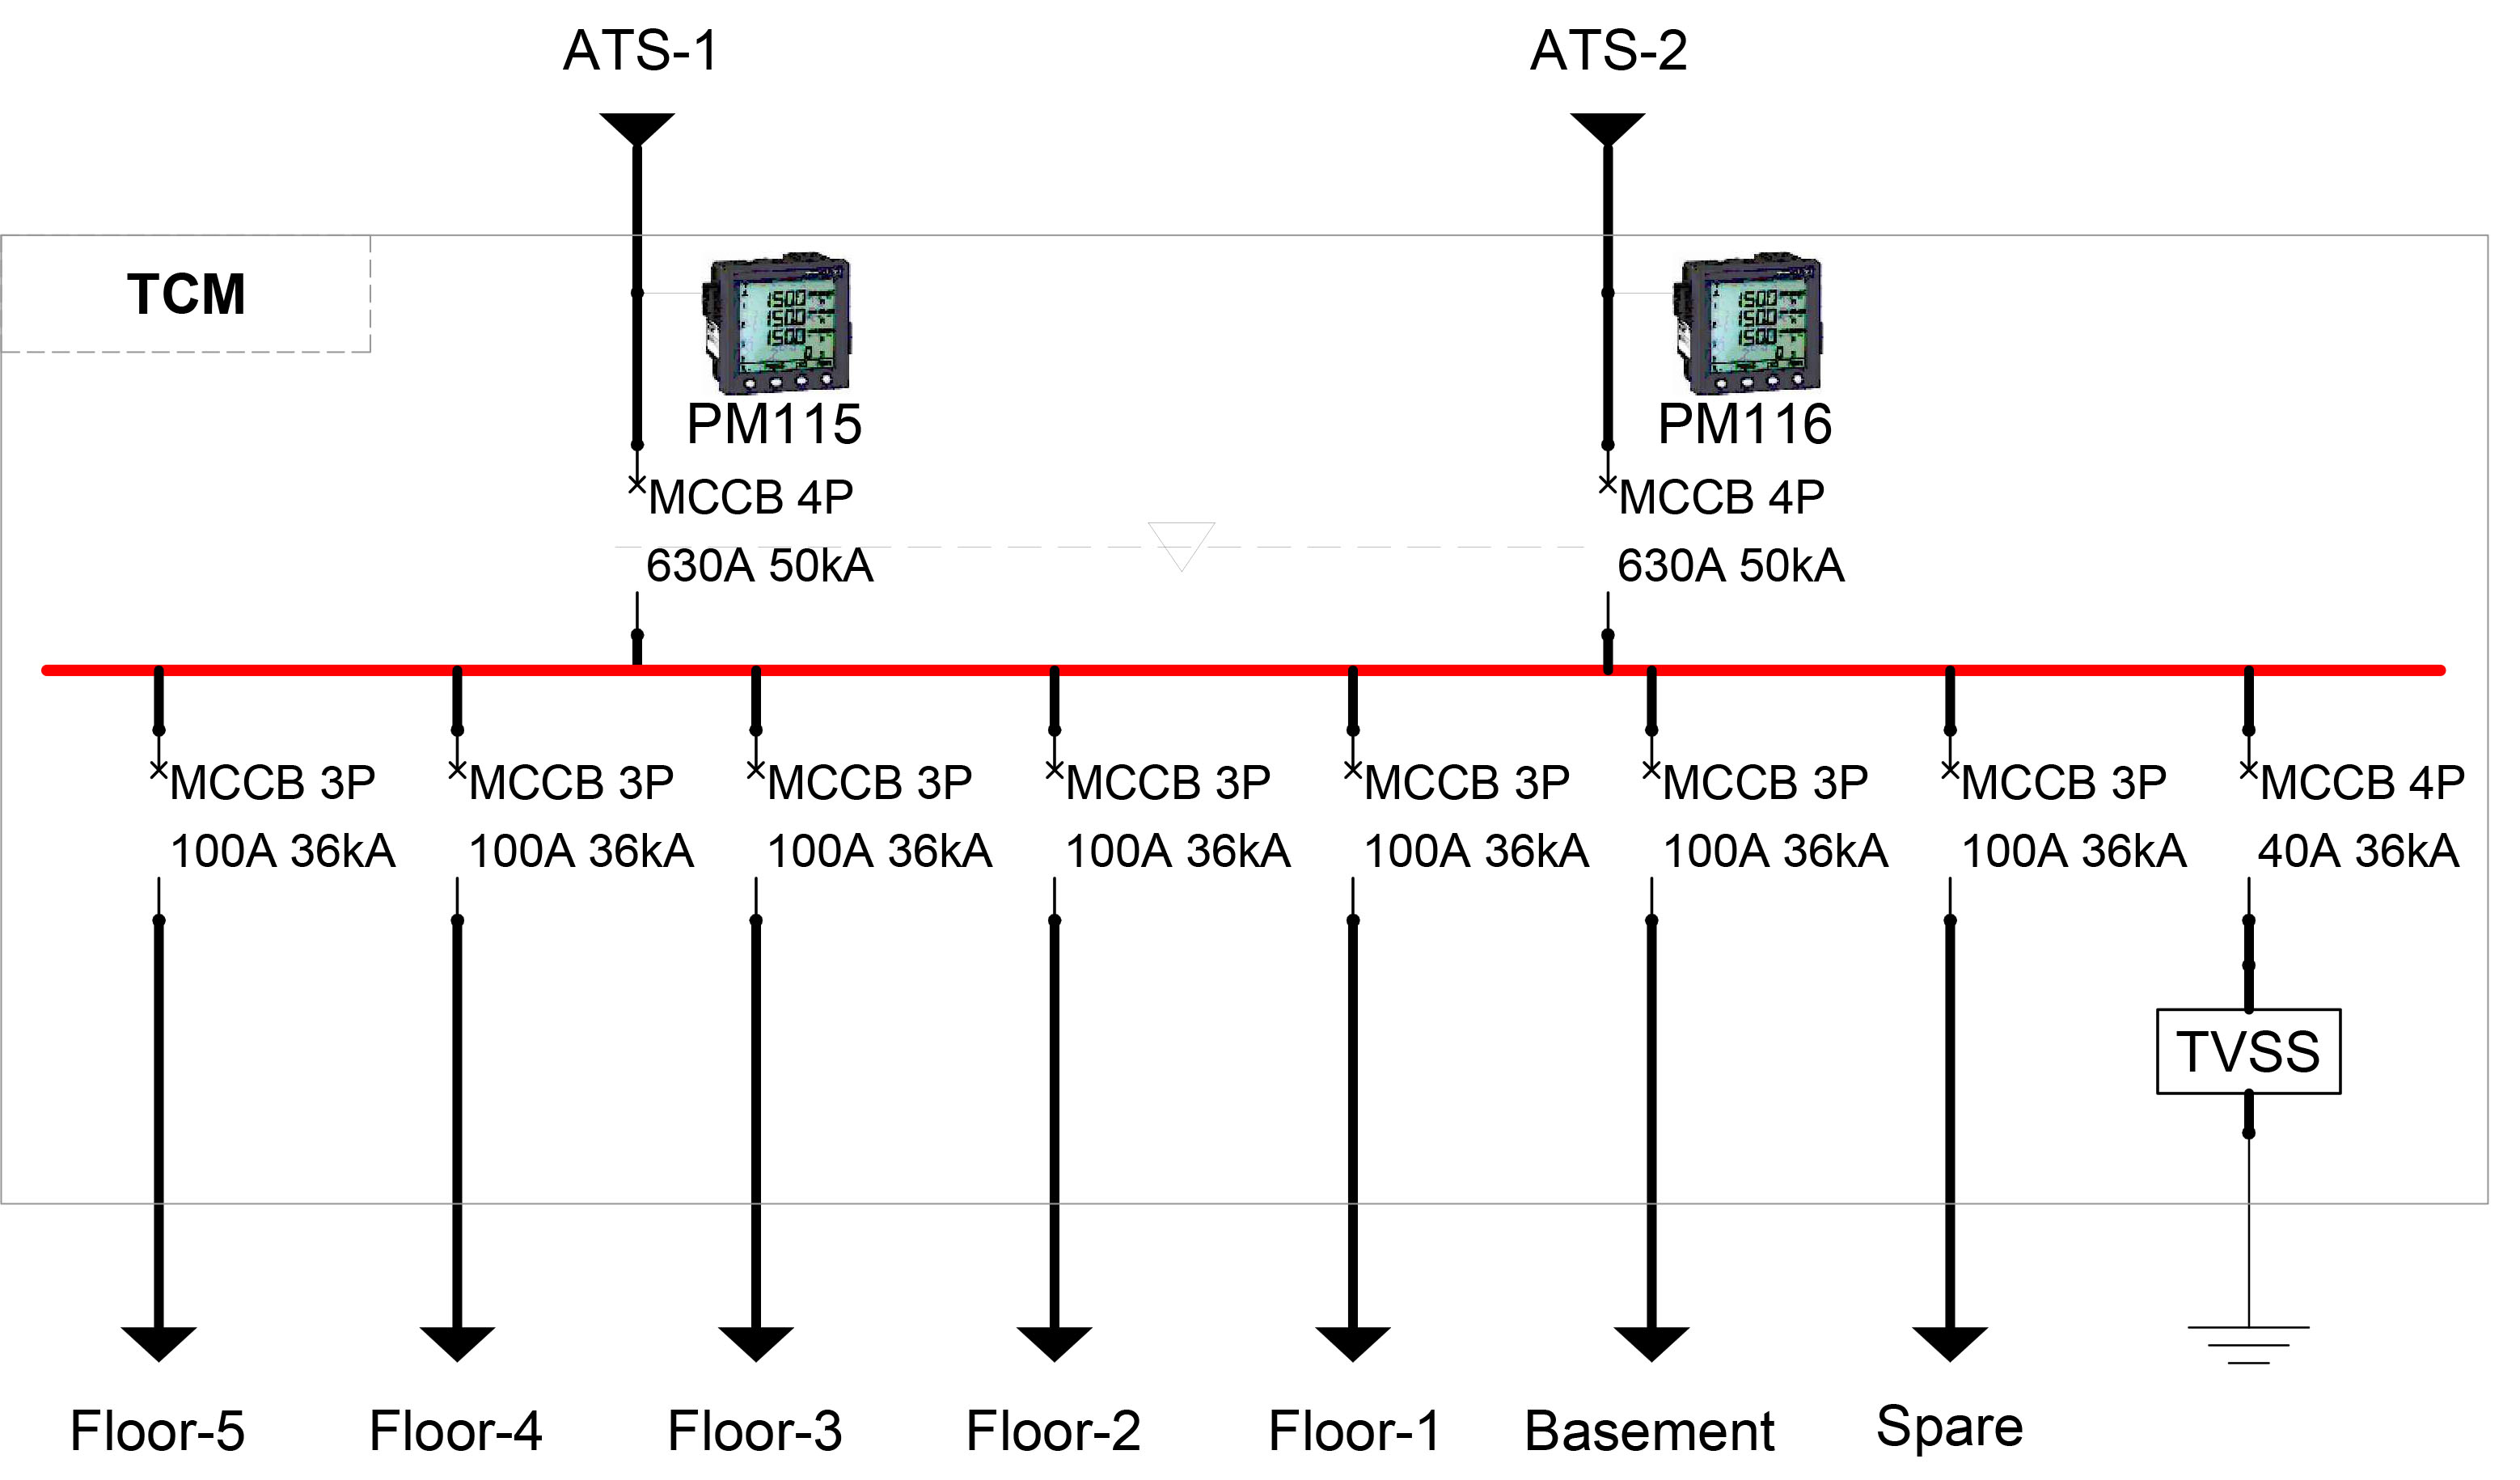 ATS-1
ATS-2
TCM
1500
1500
1500
1500
1500
1500
PM115
PM116
MCCB 4P
630A 50kA
MCCB 4P
630A 50kA
MCCB 3P
100A 36kA
MCCB 3P
100A 36kA
MCCB 3P
100A 36kA
MCCB 3P
100A 36kA
MCCB 3P
100A 36kA
MCCB 3P
100A 36kA
MCCB 3P
100A 36kA
MCCB 4P
40A 36kA
TVSS
Floor-5
Floor-4
Floor-3
Floor-2
Floor-1
Basement
Spare